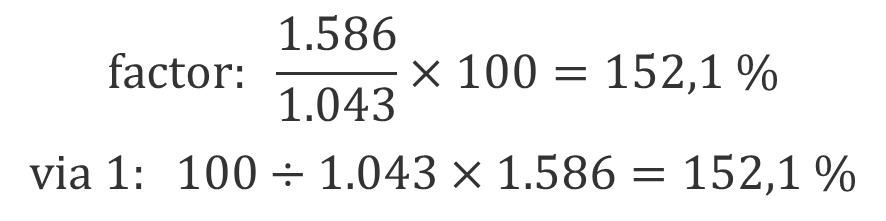 factor: 1.586/1.043 × 100 = 152,1 %
via 1: 100 ÷ 1.043 × 1.586 = 152,1 %